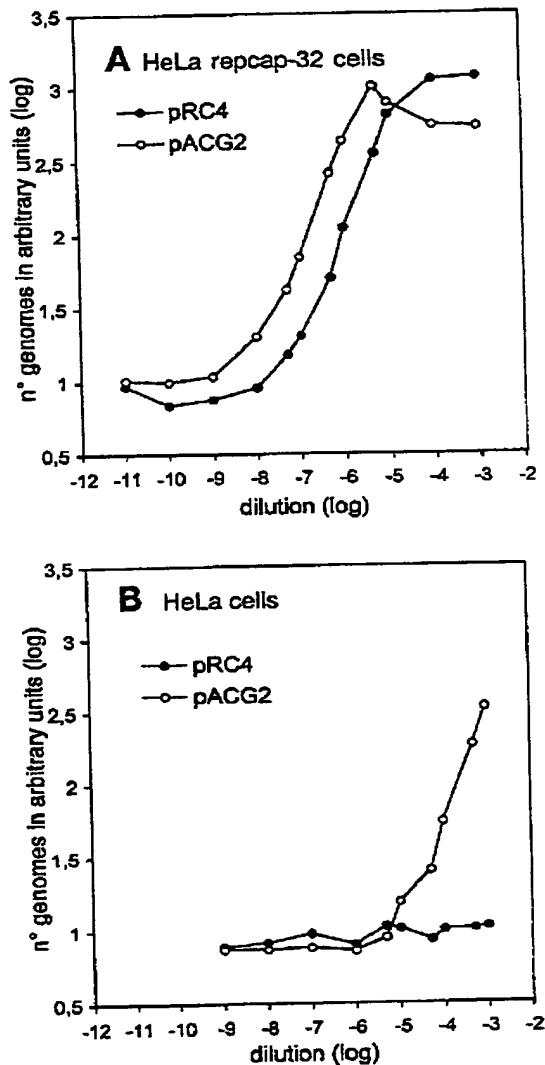 3,5
A HeLa repcap-32 cells
3
pRC4
pACG2
2,5
2
1,5
1
0,5
n° genomes in arbitrary units (log)
-12 -11 -10 -9 -8 -7 -6 -5 -4 -3 -2
dilution (log)
3,5
B HeLa cells
3
pRC4
pACG2
2,5
2
1,5
1
0,5
n° genomes in arbitrary units (log)
-12 -11 -10 -9 -8 -7 -6 -5 -4 -3 -2
dilution (log)